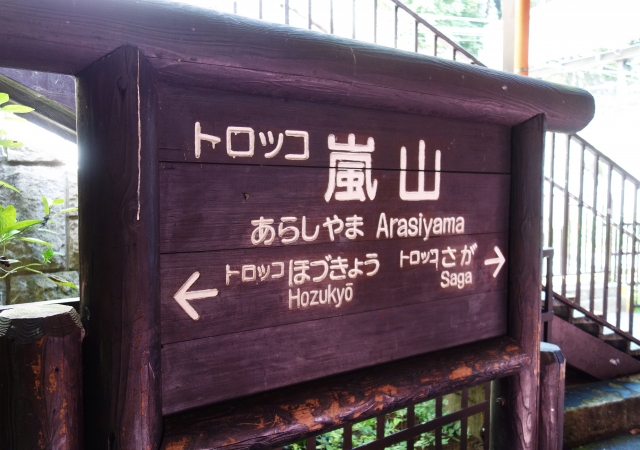 トロッコ 嵐山
あらしやま Arasiyama
← トロッコ ほづきょう トロッコ さが →
Hozukyō Saga